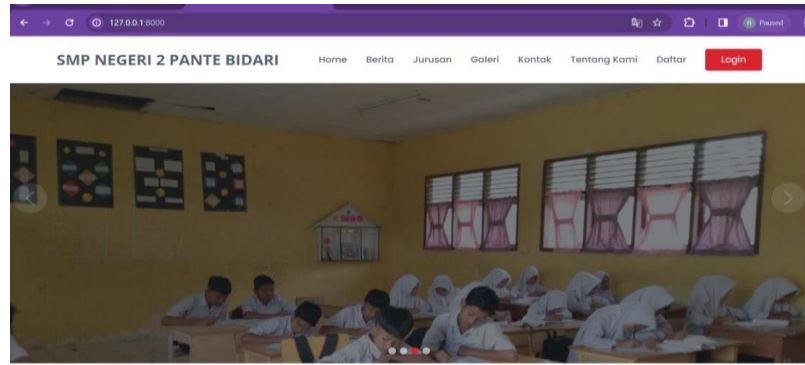 127.0.0.1:8000
Paused
SMP NEGERI 2 PANTE BIDARI Home Berita Jurusan Galeri Kontak Tentang Kami Daftar Login